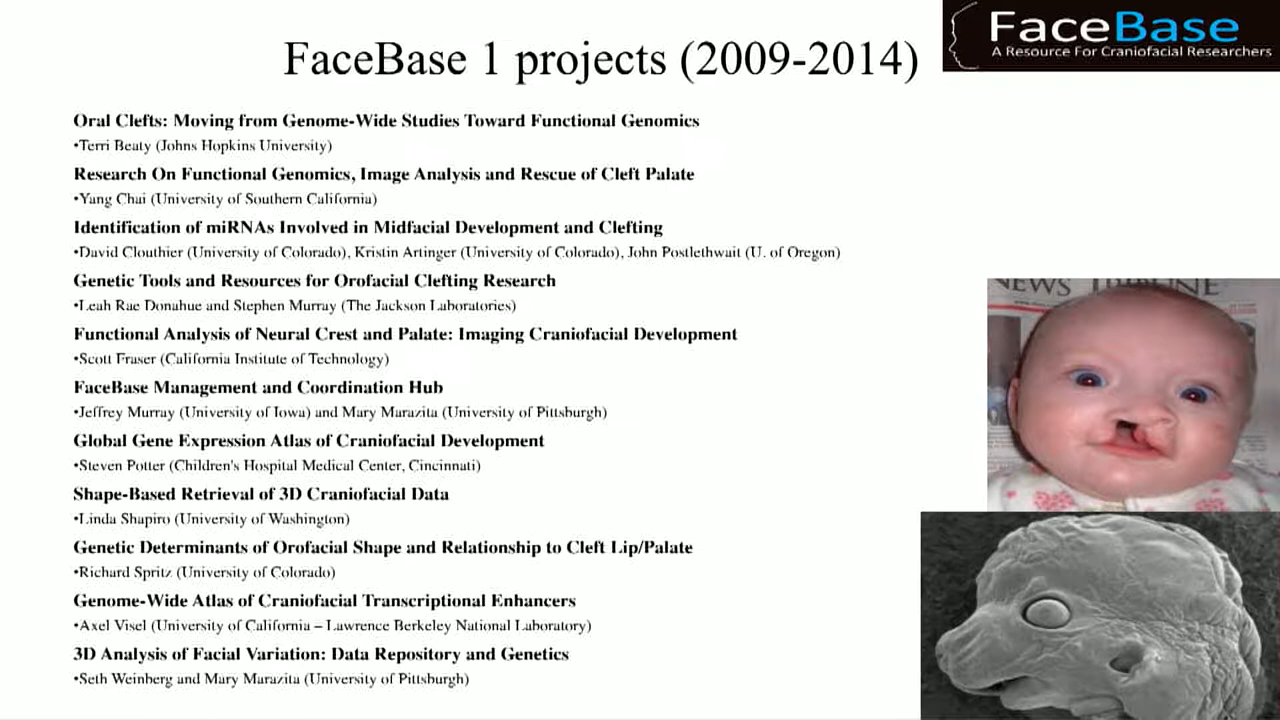 FaceBase 1 projects (2009-2014)
FaceBase
A Resource For Craniofacial Researchers
Oral Clefts: Moving from Genome-Wide Studies Toward Functional Genomics
•Terri Beaty (Johns Hopkins University)
Research On Functional Genomics, Image Analysis and Rescue of Cleft Palate
•Yang Chai (University of Southern California)
Identification of miRNAs Involved in Midfacial Development and Clefting
•David Clouthier (University of Colorado), Kristin Artinger (University of Colorado), John Postlethwait (U. of Oregon)
Genetic Tools and Resources for Orofacial Clefting Research
•Leah Rae Donahue and Stephen Murray (The Jackson Laboratories)
Functional Analysis of Neural Crest and Palate: Imaging Craniofacial Development
•Scott Fraser (California Institute of Technology)
FaceBase Management and Coordination Hub
•Jeffrey Murray (University of Iowa) and Mary Marazita (University of Pittsburgh)
Global Gene Expression Atlas of Craniofacial Development
•Steven Potter (Children's Hospital Medical Center, Cincinnati)
Shape-Based Retrieval of 3D Craniofacial Data
•Linda Shapiro (University of Washington)
Genetic Determinants of Orofacial Shape and Relationship to Cleft Lip/Palate
•Richard Spritz (University of Colorado)
Genome-Wide Atlas of Craniofacial Transcriptional Enhancers
•Axel Visel (University of California – Lawrence Berkeley National Laboratory)
3D Analysis of Facial Variation: Data Repository and Genetics
•Seth Weinberg and Mary Marazita (University of Pittsburgh)
NEWS TRIBUNE